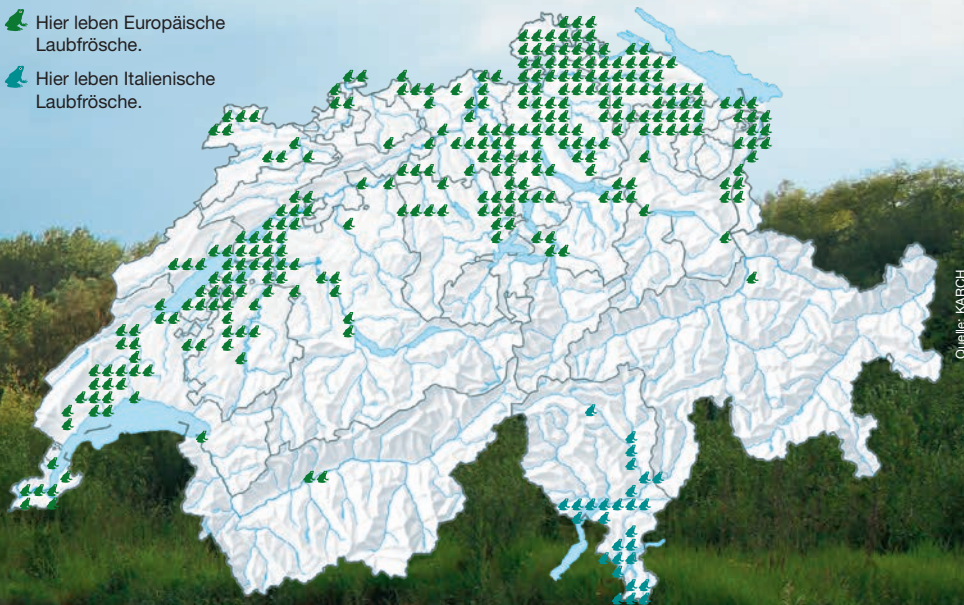 Hier leben Europäische
Laubfrösche.
Hier leben Italienische
Laubfrösche.
Quelle: KARCH